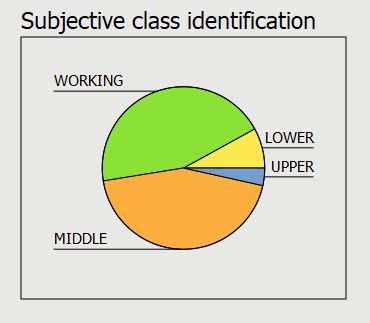 Subjective class identification
WORKING
LOWER
UPPER
MIDDLE